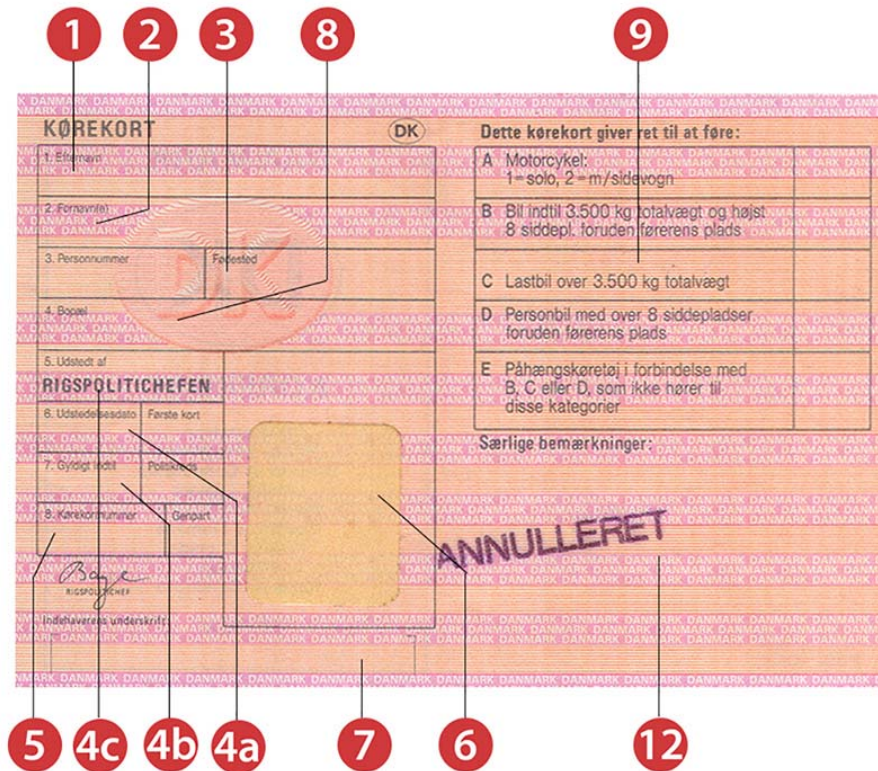 1 2 3 8 9
KØREKORT DK
1. Efternavn
2. Fornavn(e)
3. Personnummer Fødested
4. Bopæl
5. Udstedt af
RIGSPOLITICHEFEN
6. Udstedelsesdato Første kort
7. Gyldigt indtil Politikreds
8. Kørekortnummer Genpart
RIGSPOLITICHEF
Indehaverens underskrift:
Dette kørekort giver ret til at føre:
A Motorcykel:
1=solo, 2=m/sidevogn
B Bil indtil 3.500 kg totalvægt og højst
8 siddepl. foruden førerens plads
C Lastbil over 3.500 kg totalvægt
D Personbil med over 8 siddepladser
foruden førerens plads
E Påhængskøretøj i forbindelse med
B, C eller D, som ikke hører til
disse kategorier
Særlige bemærkninger:
ANNULLERET
5 4c 4b 4a 7 6 12